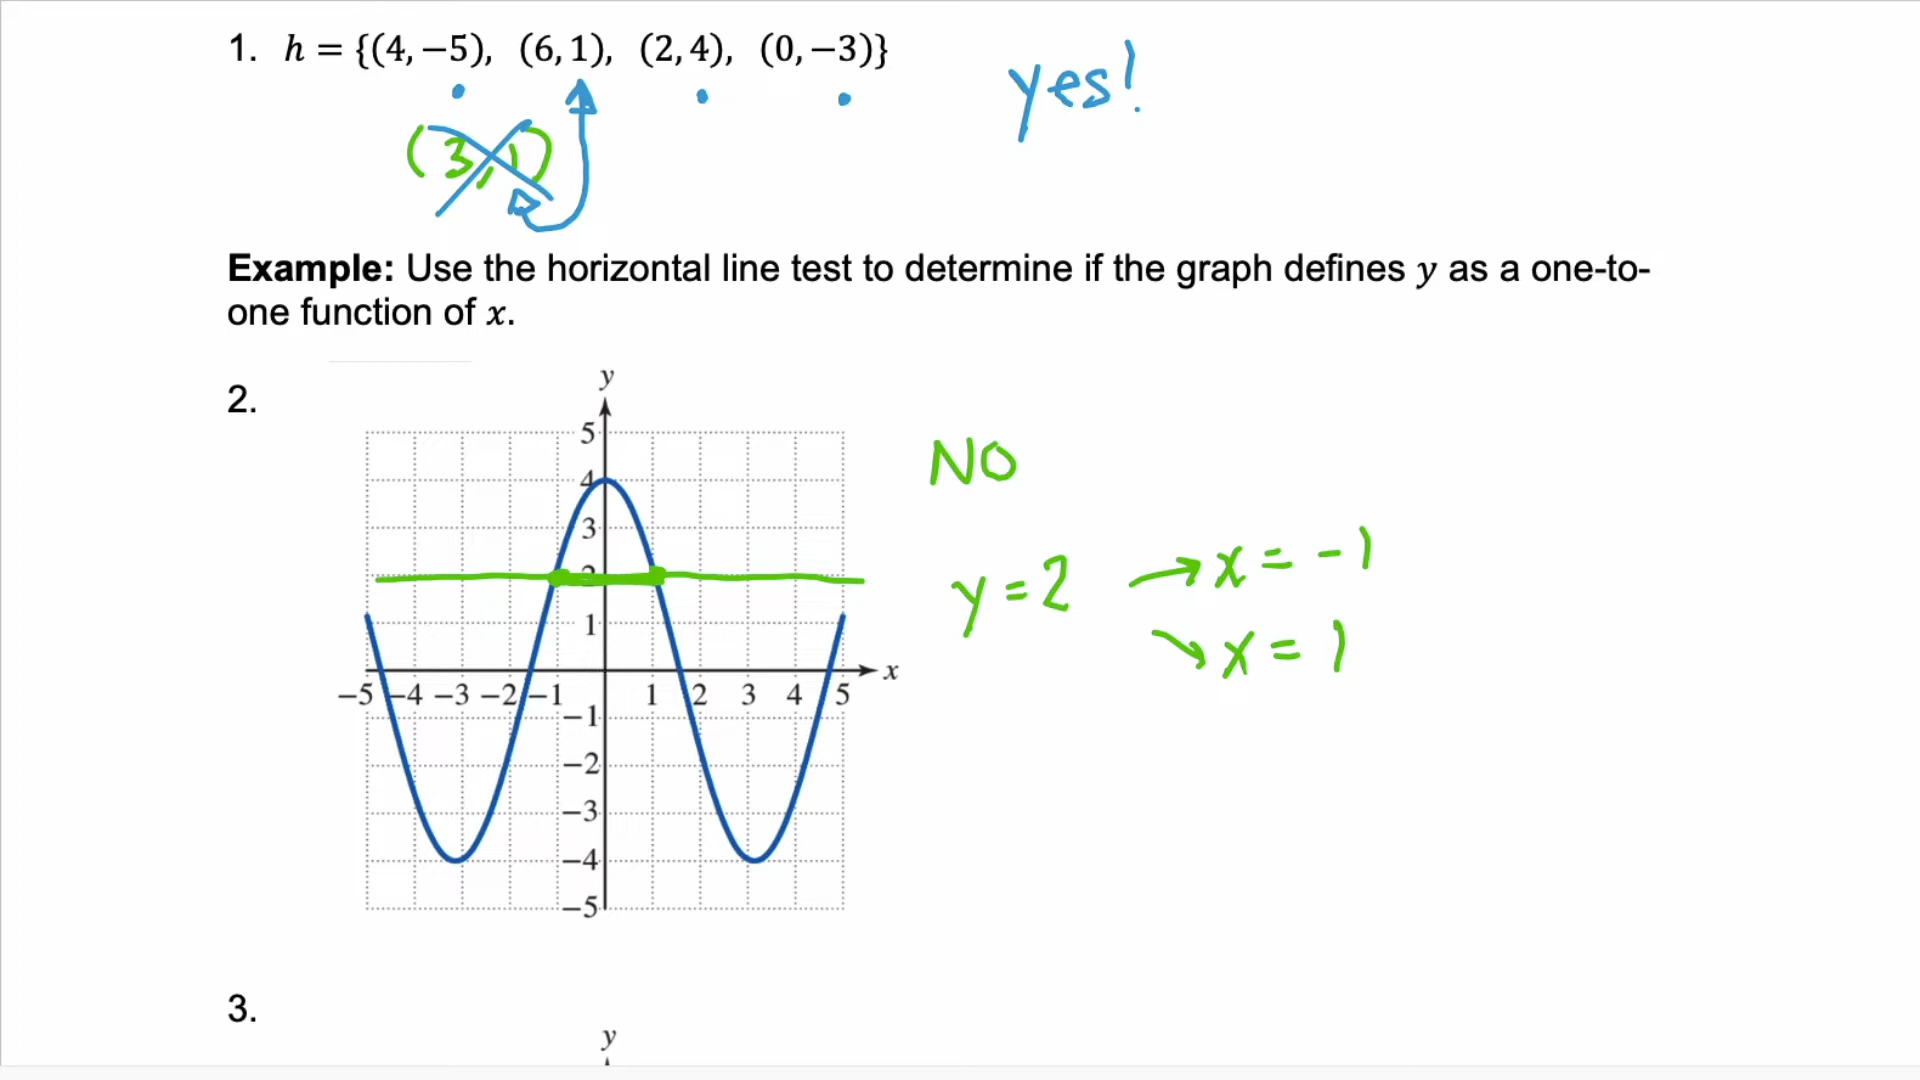 1. h = {(4, −5), (6, 1), (2, 4), (0, −3)}
yes!
(3, 1)
Example: Use the horizontal line test to determine if the graph defines y as a one-to-
one function of x.
2.
y
5
4
3
2
1
x
−5 −4 −3 −2 −1 1 2 3 4 5
−1
−2
−3
−4
−5
NO
y = 2 → x = -1
↘ x = 1
3.
y